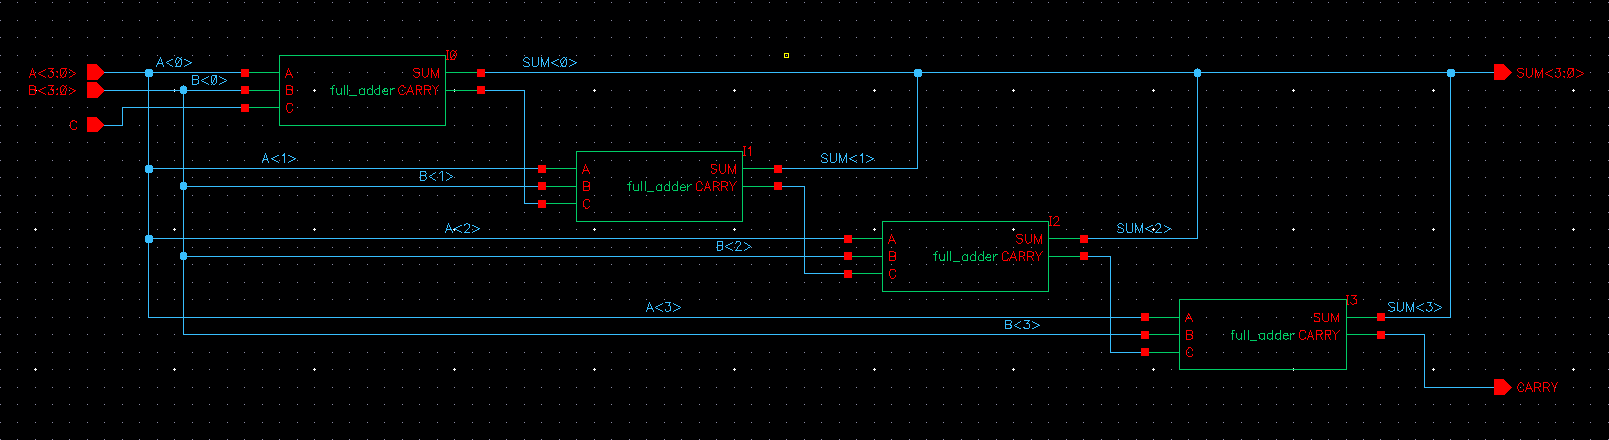 A<3:0>
A<0>
I0
A
SUM
SUM<0>
SUM<3:0>
B<3:0>
B<0>
B
full_adder
CARRY
C
C
A<1>
I1
A
SUM
SUM<1>
B<1>
B
full_adder
CARRY
C
A<2>
I2
A
SUM
SUM<2>
B<2>
B
full_adder
CARRY
C
A<3>
I3
A
SUM
SUM<3>
B<3>
B
full_adder
CARRY
C
CARRY